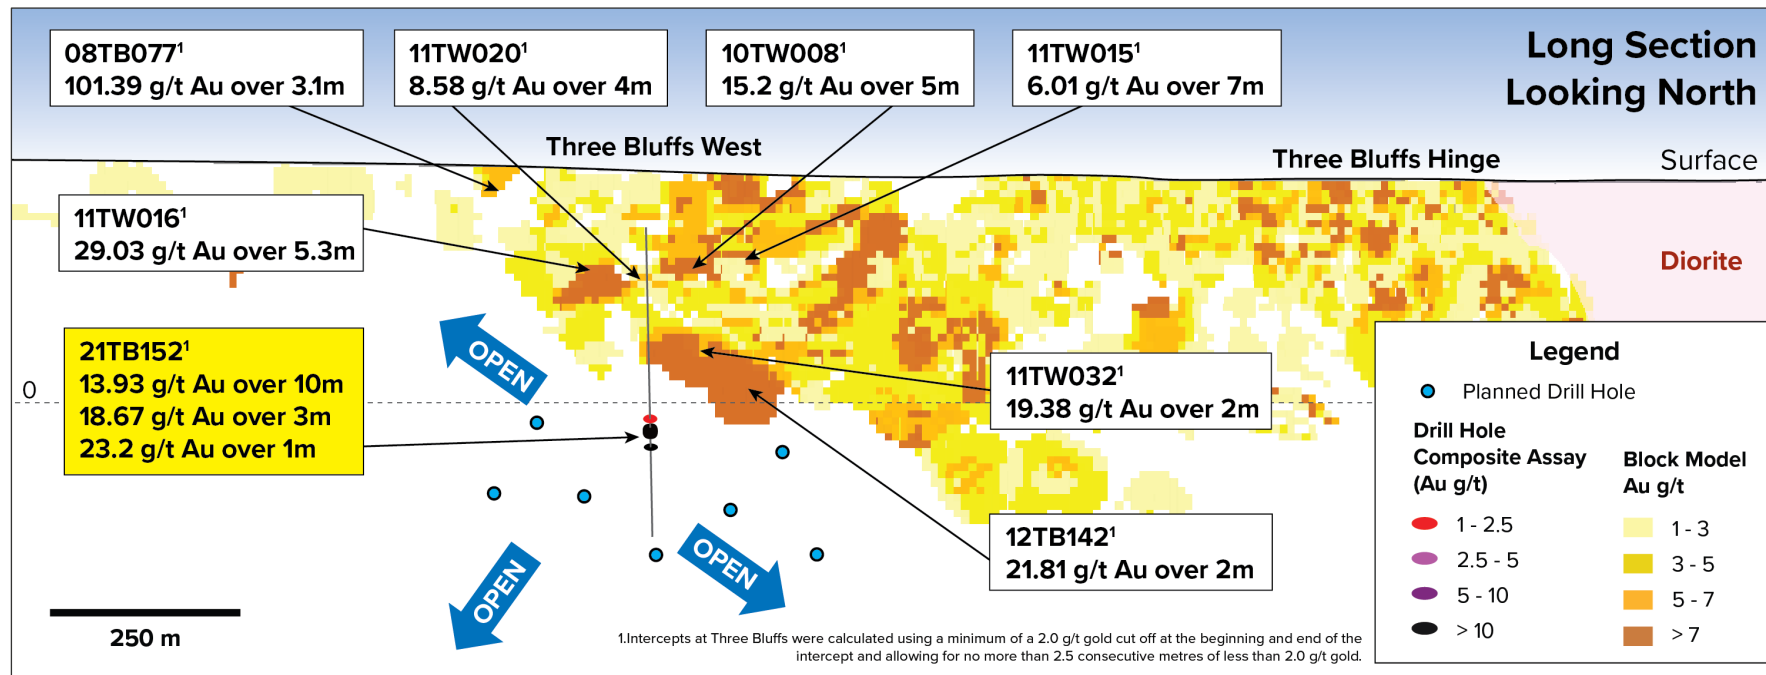 Long Section
Looking North
08TB077¹
101.39 g/t Au over 3.1m
11TW020¹
8.58 g/t Au over 4m
10TW008¹
15.2 g/t Au over 5m
11TW015¹
6.01 g/t Au over 7m
Three Bluffs West
Three Bluffs Hinge
Surface
11TW016¹
29.03 g/t Au over 5.3m
Diorite
21TB152¹
13.93 g/t Au over 10m
18.67 g/t Au over 3m
23.2 g/t Au over 1m
OPEN
0
11TW032¹
19.38 g/t Au over 2m
12TB142¹
21.81 g/t Au over 2m
OPEN
OPEN
250 m
1.Intercepts at Three Bluffs were calculated using a minimum of a 2.0 g/t gold cut off at the beginning and end of the
intercept and allowing for no more than 2.5 consecutive metres of less than 2.0 g/t gold.
Legend
Planned Drill Hole
Drill Hole
Composite Assay
(Au g/t)
1 - 2.5
2.5 - 5
5 - 10
> 10
Block Model
Au g/t
1 - 3
3 - 5
5 - 7
> 7